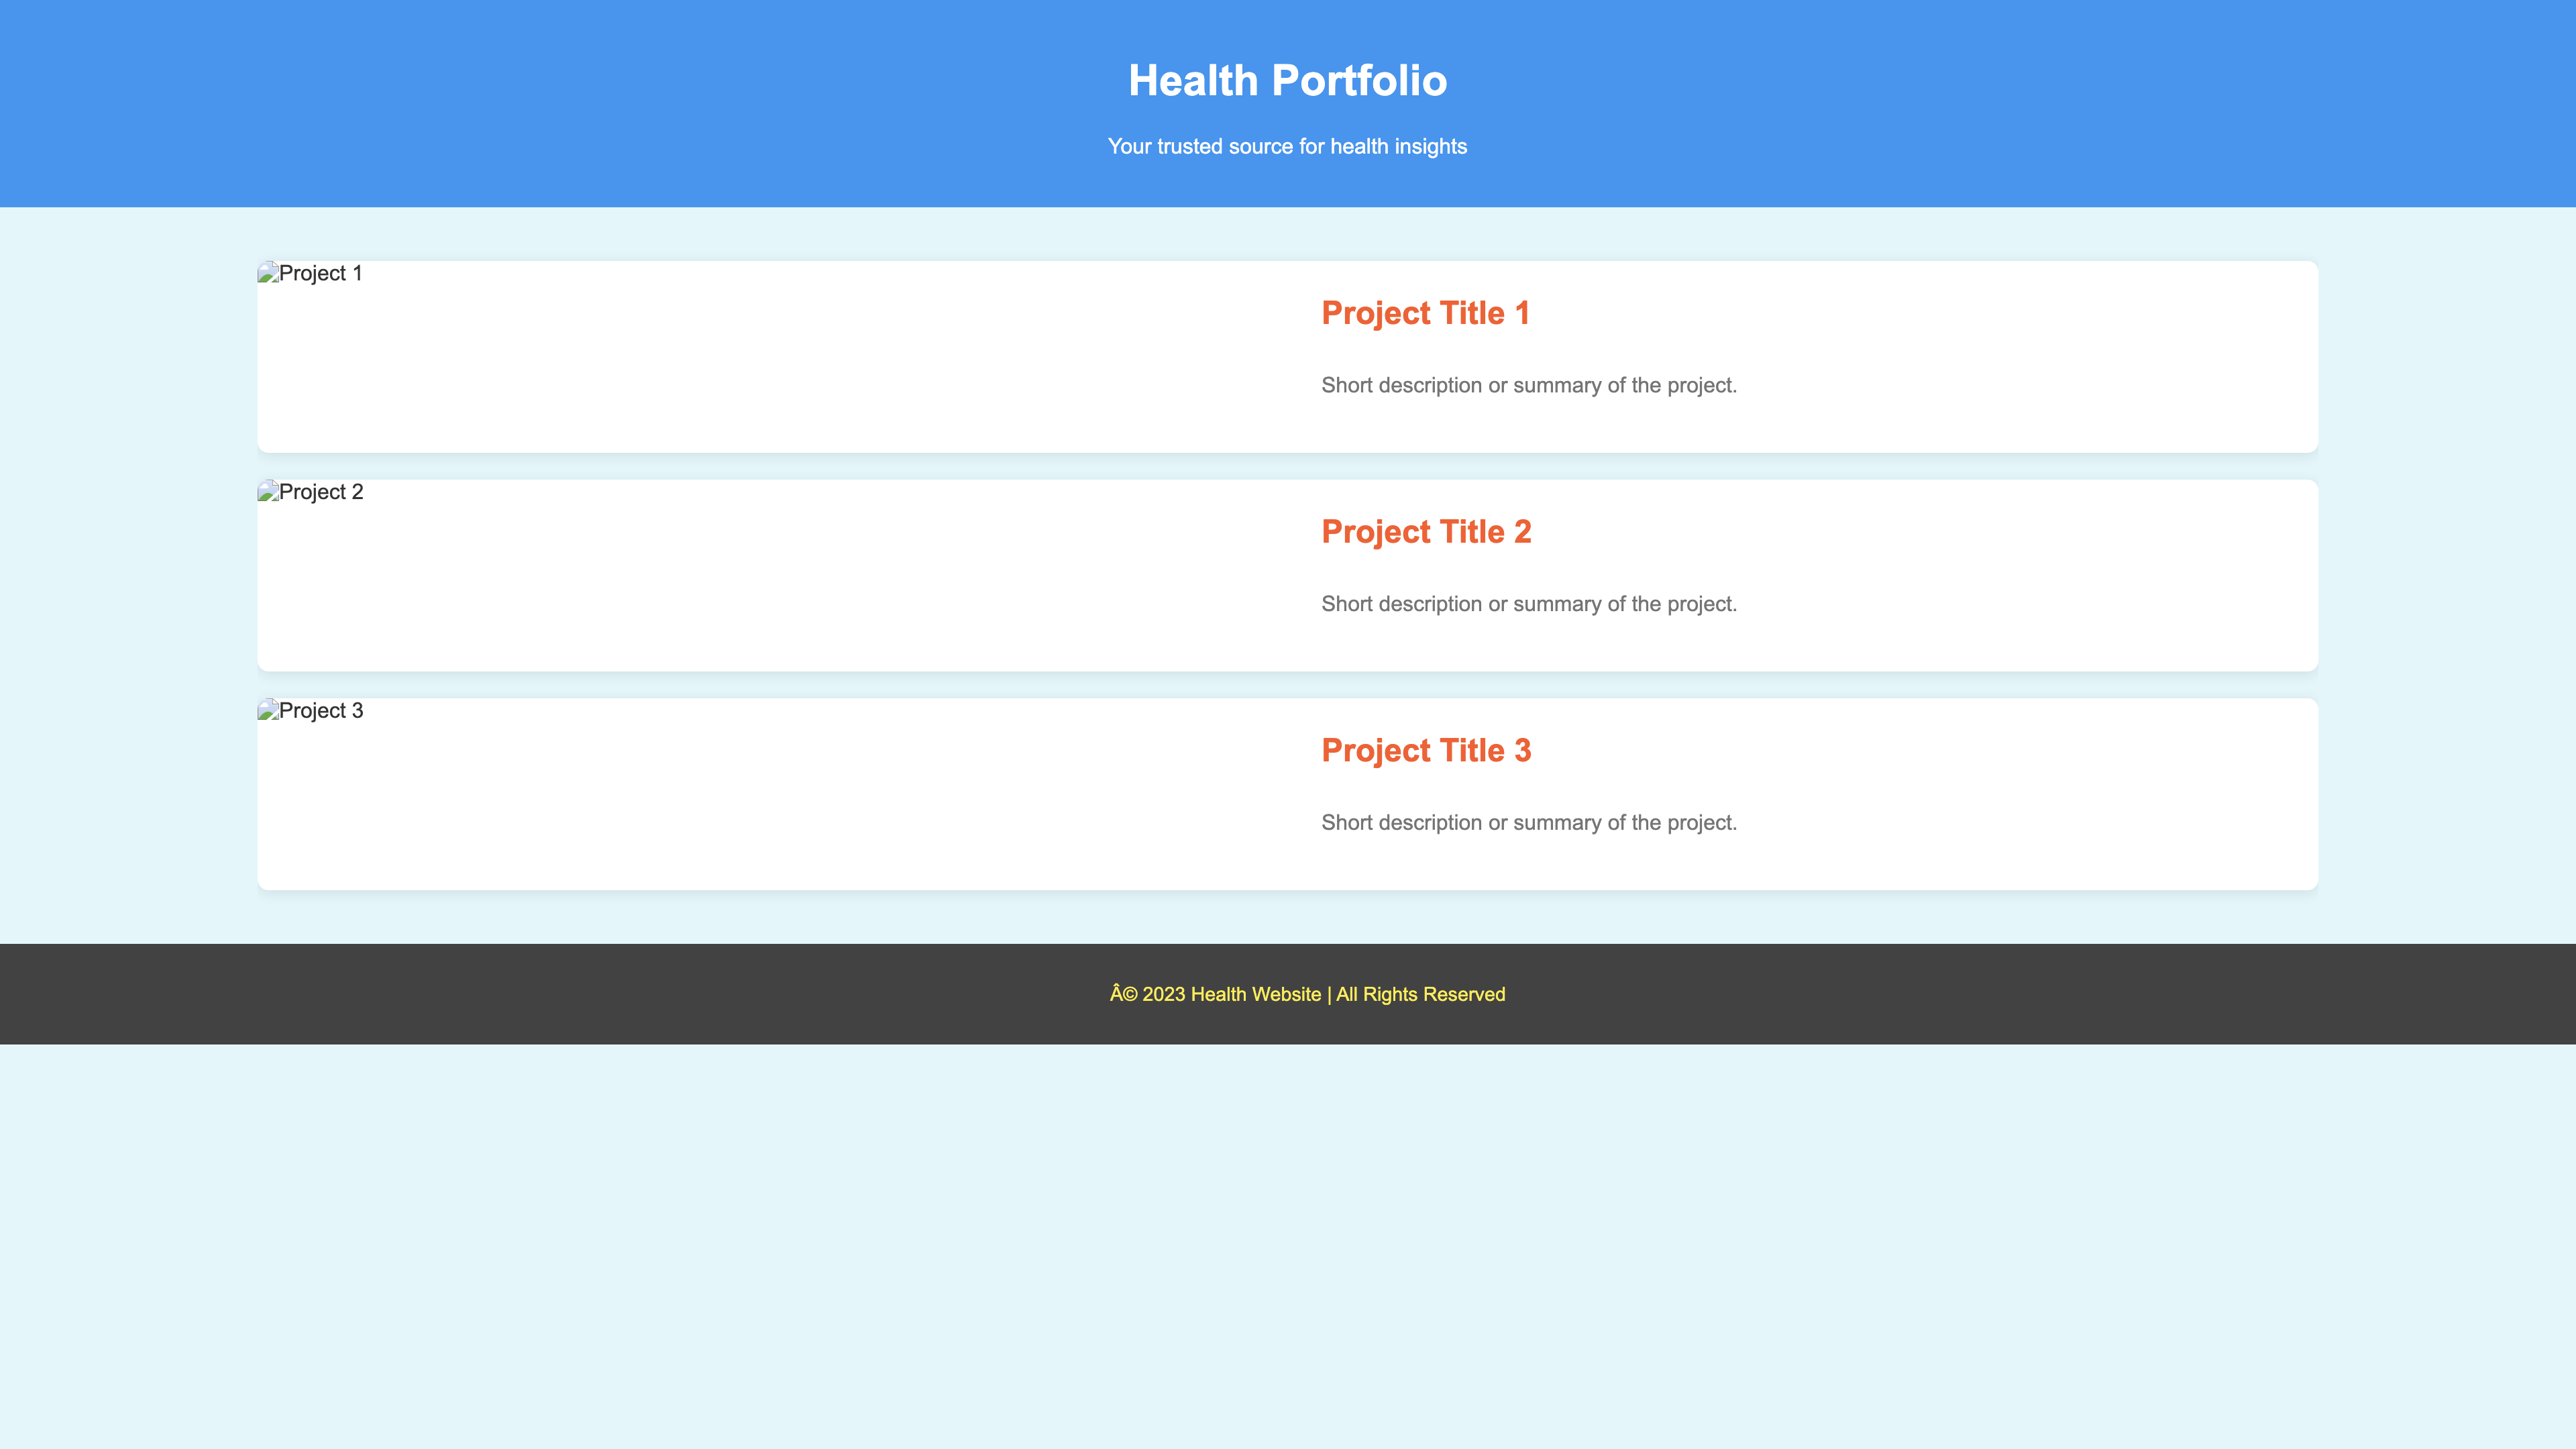 Health Portfolio
Your trusted source for health insights
Project 1
Project Title 1
Short description or summary of the project.
Project 2
Project Title 2
Short description or summary of the project.
Project 3
Project Title 3
Short description or summary of the project.
Â© 2023 Health Website | All Rights Reserved